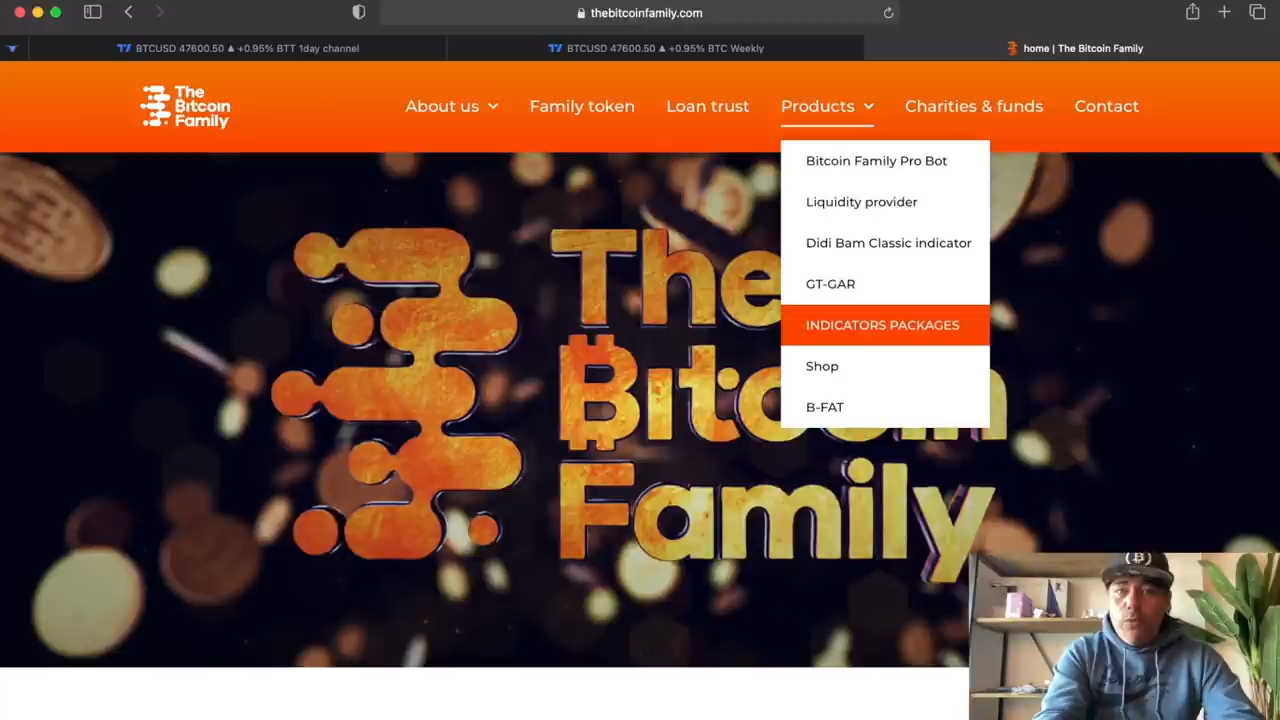 thebitcoinfamily.com
BTCUSD 47600.50 ▲ +0.95% BTT 1day channel
BTCUSD 47600.50 ▲ +0.95% BTC Weekly
home | The Bitcoin Family
The
Bitcoin
Family
About us
Family token
Loan trust
Products
Charities & funds
Contact
Bitcoin Family Pro Bot
Liquidity provider
Didi Bam Classic indicator
GT-GAR
INDICATORS PACKAGES
Shop
B-FAT
The
Bitcoin
Family